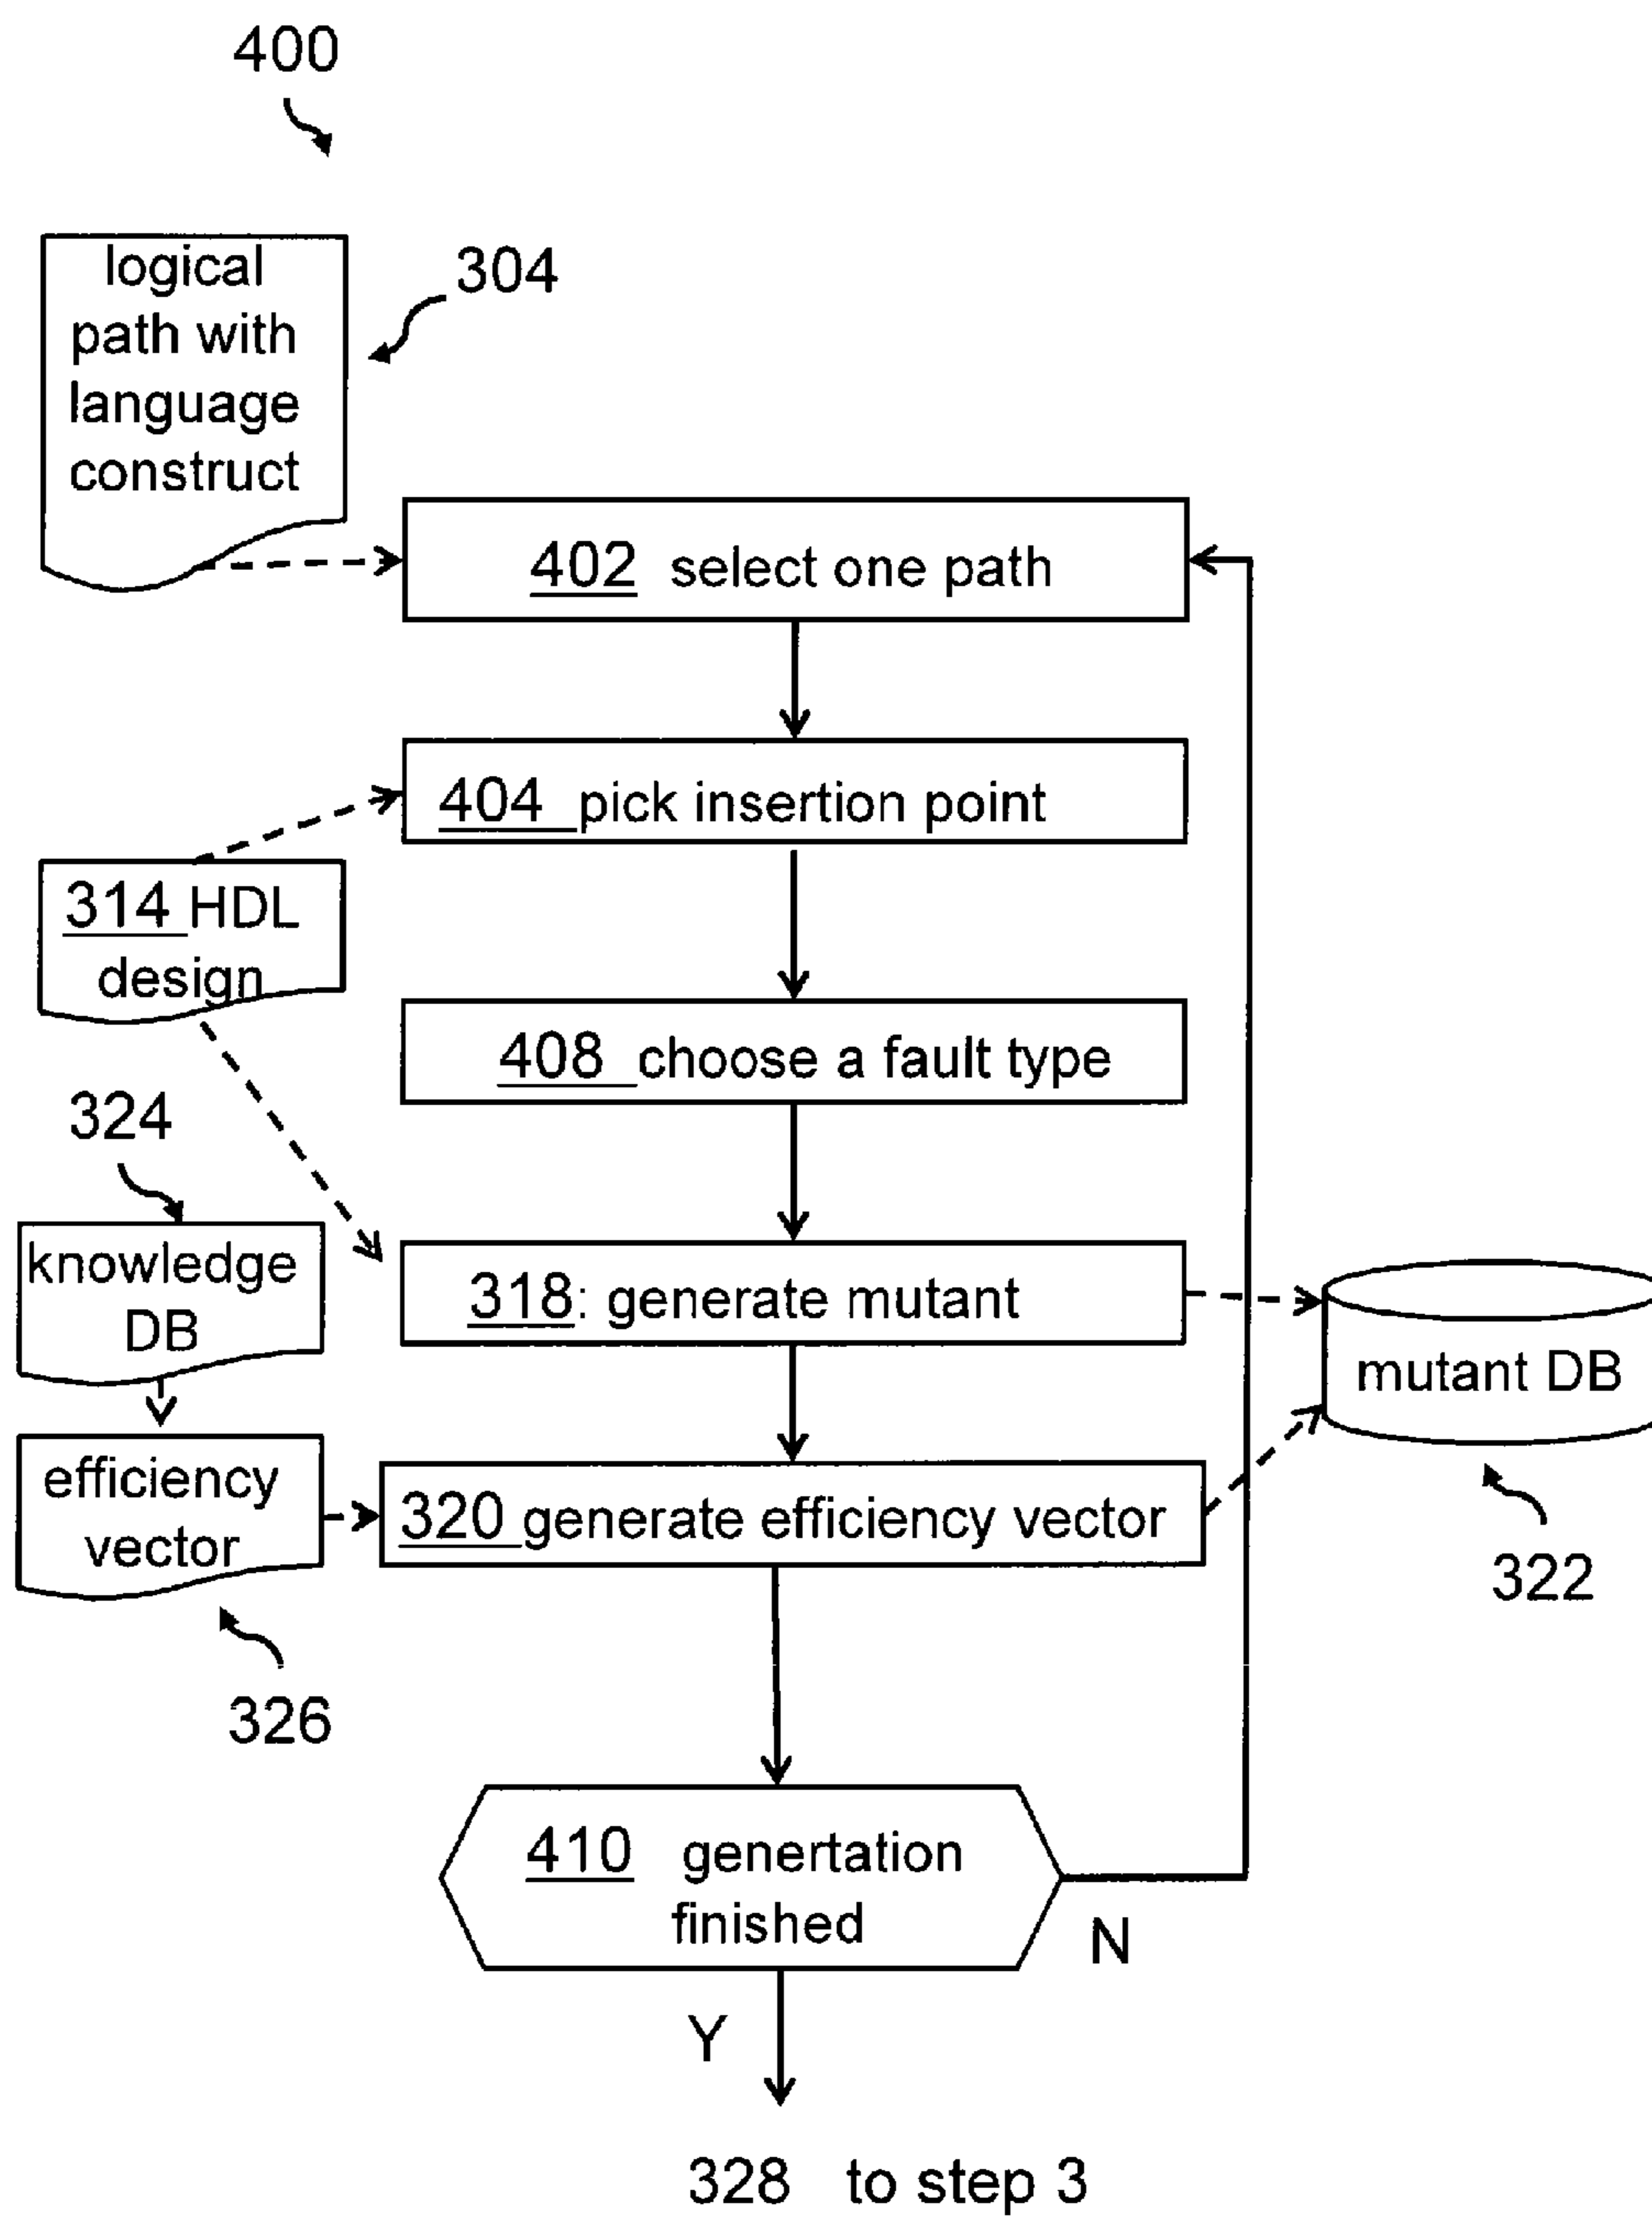 400
logical
path with
language
construct
304
402 select one path
404 pick insertion point
314 HDL
design
408 choose a fault type
324
knowledge
DB
318: generate mutant
mutant DB
efficiency
vector
320 generate efficiency vector
322
326
410 genertation
finished
N
Y
328 to step 3